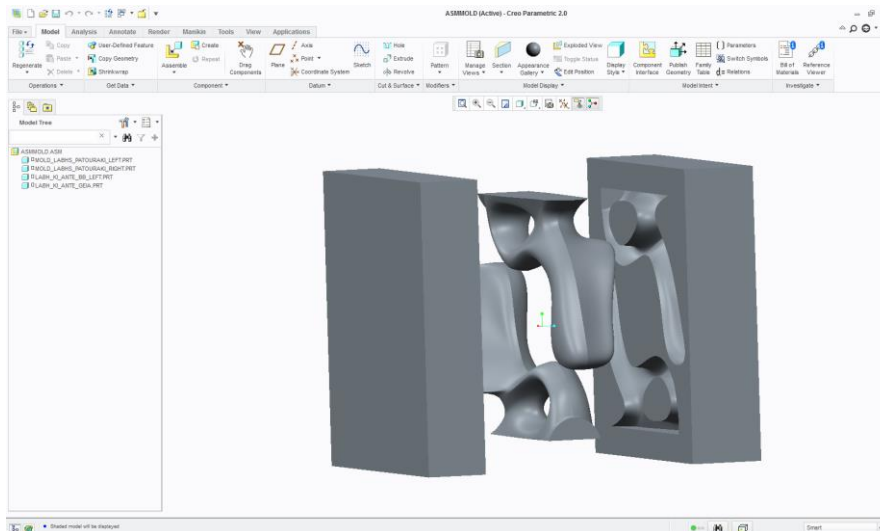 ASMMOLD (Active) - Creo Parametric 2.0
File Model Analysis Annotate Render Manikin Tools View Applications
Regenerate
Copy
Paste
Delete
Operations
User-Defined Feature
Copy Geometry
Shrinkwrap
Get Data
Assemble
Create
Repeat
Drag
Components
Component
Plane
Axis
Point
Coordinate System
Sketch
Datum
Hole
Extrude
Revolve
Cut & Surface
Pattern
Modifiers
Manage
Views
Section
Appearance
Gallery
Exploded View
Toggle Status
Edit Position
Display
Style
Model Display
Component
Interface
Publish
Geometry
Family
Table
Parameters
Switch Symbols
Relations
Model Intent
Bill of
Materials
Reference
Viewer
Investigate
Model Tree
ASMMOLD.ASM
MOLD_LABHS_PATOURAKI_LEFT.PRT
MOLD_LABHS_PATOURAKI_RIGHT.PRT
LABH_KI_ANTE_BB_LEFT.PRT
LABH_KI_ANTE_GEIA.PRT
Shaded model will be displayed
Smart